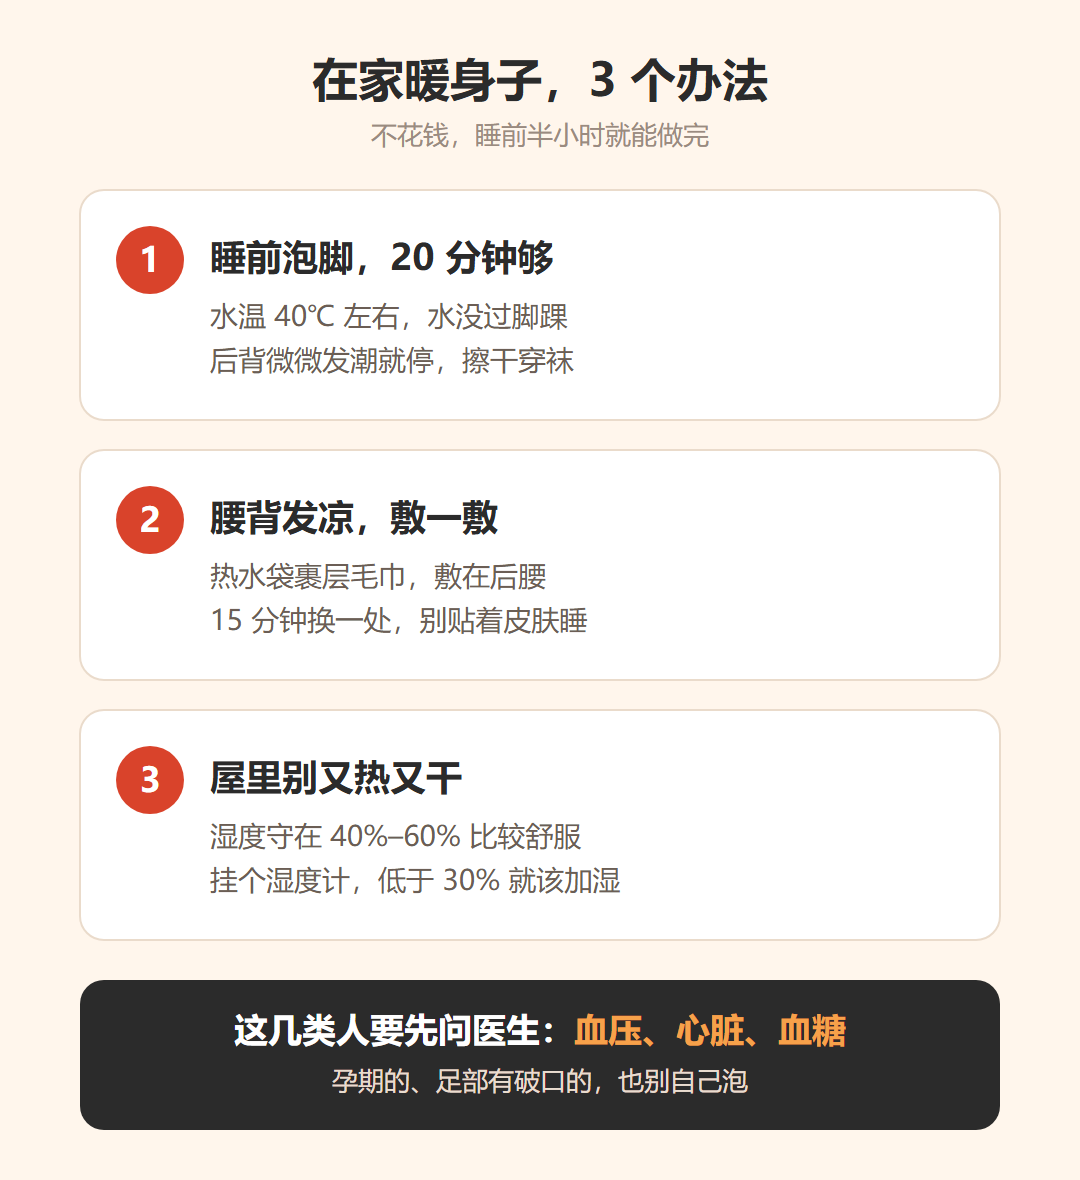 在家暖身子，3 个办法
不花钱，睡前半小时就能做完
1
睡前泡脚，20 分钟够
水温 40℃ 左右，水没过脚踝
后背微微发潮就停，擦干穿袜
2
腰背发凉，敷一敷
热水袋裹层毛巾，敷在后腰
15 分钟换一处，别贴着皮肤睡
3
屋里别又热又干
湿度守在 40%–60% 比较舒服
挂个湿度计，低于 30% 就该加湿
这几类人要先问医生：血压、心脏、血糖
孕期的、足部有破口的，也别自己泡